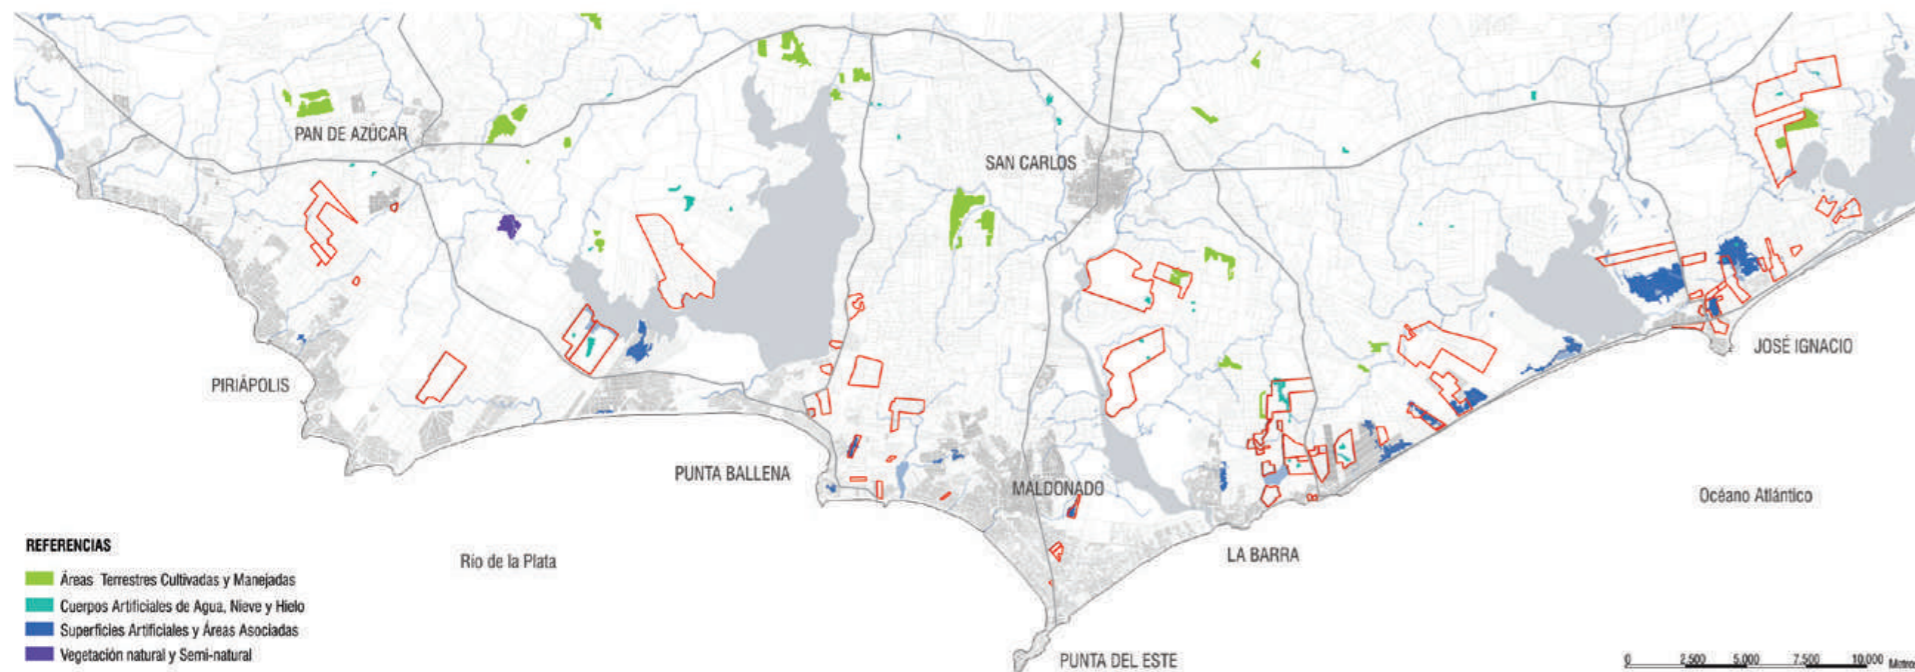 PAN DE AZÚCAR
SAN CARLOS
JOSÉ IGNACIO
PIRIÁPOLIS
PUNTA BALLENA
MALDONADO
Océano Atlántico
LA BARRA
Río de la Plata
PUNTA DEL ESTE
REFERENCIAS
Áreas Terrestres Cultivadas y Manejadas
Cuerpos Artificiales de Agua, Nieve y Hielo
Superficies Artificiales y Áreas Asociadas
Vegetación natural y Semi-natural
0 2,500 5,000 7,500 10,000